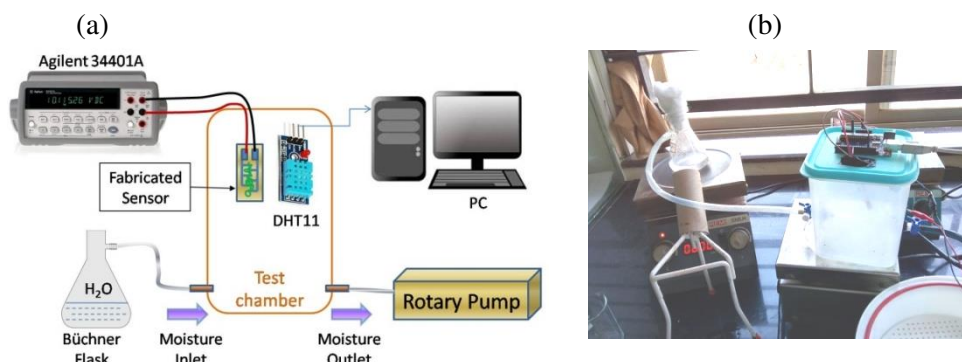 (a)
(b)
Agilent 34401A
Fabricated
Sensor
DHT11
PC
H2O
Test
chamber
Rotary Pump
Büchner
Flask
Moisture
Inlet
Moisture
Outlet